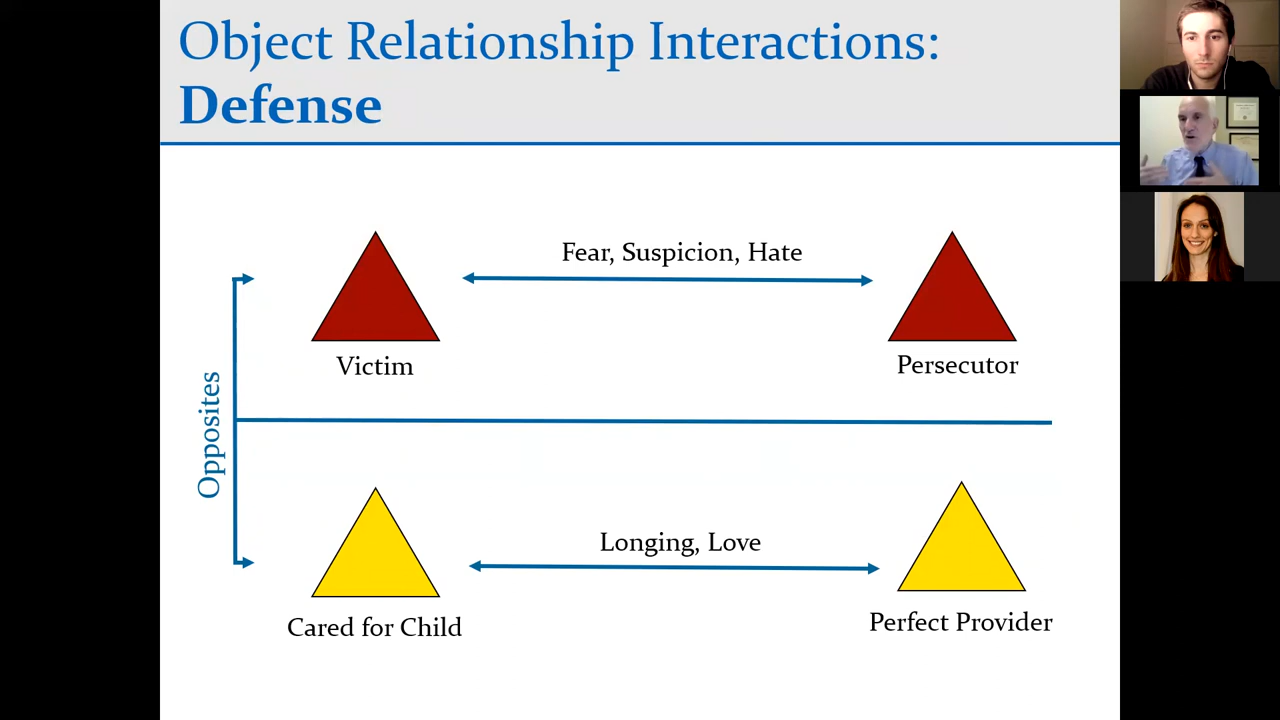 Object Relationship Interactions:
Defense
Fear, Suspicion, Hate
Victim
Persecutor
Opposites
Longing, Love
Cared for Child
Perfect Provider